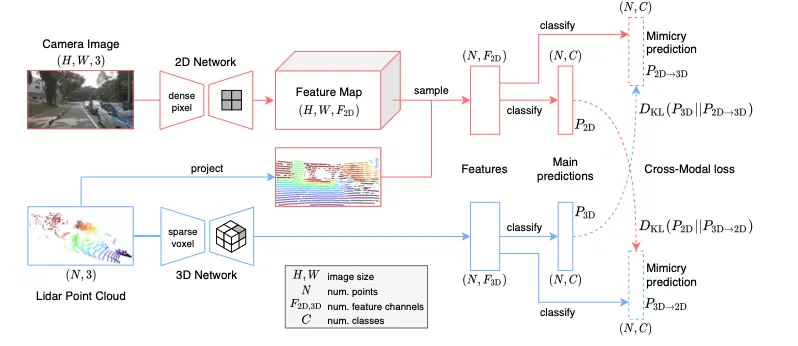 Camera Image
(H, W, 3)
2D Network
dense
pixel
Feature Map
(H, W, F2D)
sample
project
(N, F2D)
classify
classify
(N, C)
P2D
(N, C)
Mimicry
prediction
P2D→3D
DKL(P3D||P2D→3D)
Features
Main
predictions
Cross-Modal loss
(N, 3)
Lidar Point Cloud
sparse
voxel
3D Network
H, W image size
N num. points
F2D,3D num. feature channels
C num. classes
(N, F3D)
classify
classify
P3D
(N, C)
DKL(P2D||P3D→2D)
Mimicry
prediction
P3D→2D
(N, C)